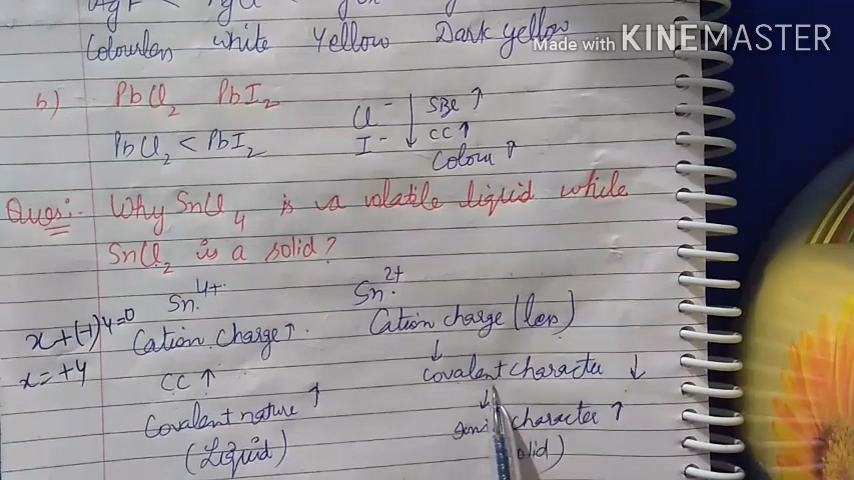 Colourless white Yellow Dark yellow
Made with KINEMASTER
b) PbCl2 PbI2
PbCl2 < PbI2
Cl- SBE ↑
I- CC ↑
Colour ↑
Ques:- Why SnCl4 is a volatile liquid while
SnCl2 is a solid?
Sn4+ Sn2+
x+(-1)4=0 Cation Charge ↑. Cation charge (less)
x=+4 CC ↑ ↓ Covalent character ↓
Covalent nature ↑ ↓ character ↑
(Liquid)